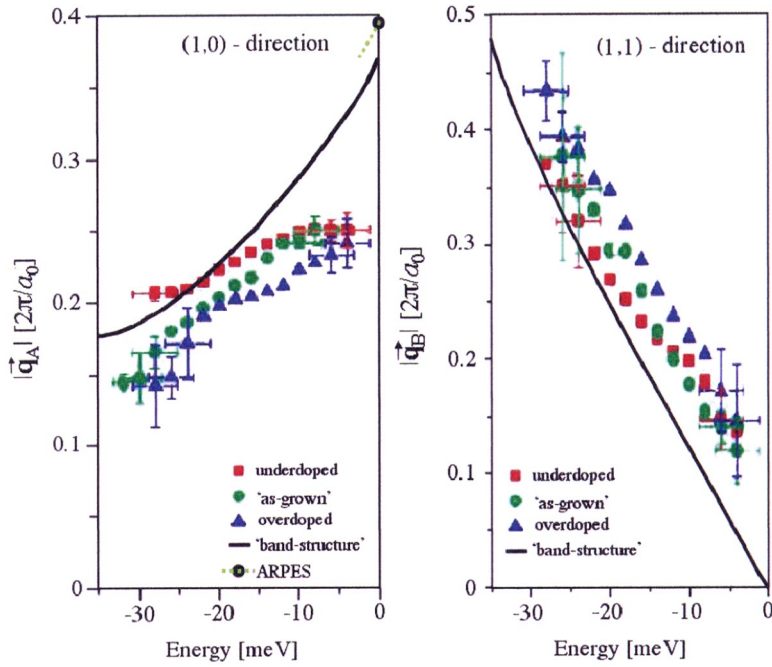 (1,0) - direction
0.4
0.3
0.2
0.1
0
|q⃗A| [2π/a0]
-30
-20
-10
0
Energy [meV]
underdoped
'as-grown'
overdoped
'band-structure'
ARPES
(1,1) - direction
0.5
0.4
0.3
0.2
0.1
0
|q⃗B| [2π/a0]
-30
-20
-10
0
Energy [meV]
underdoped
'as-grown'
overdoped
'band-structure'